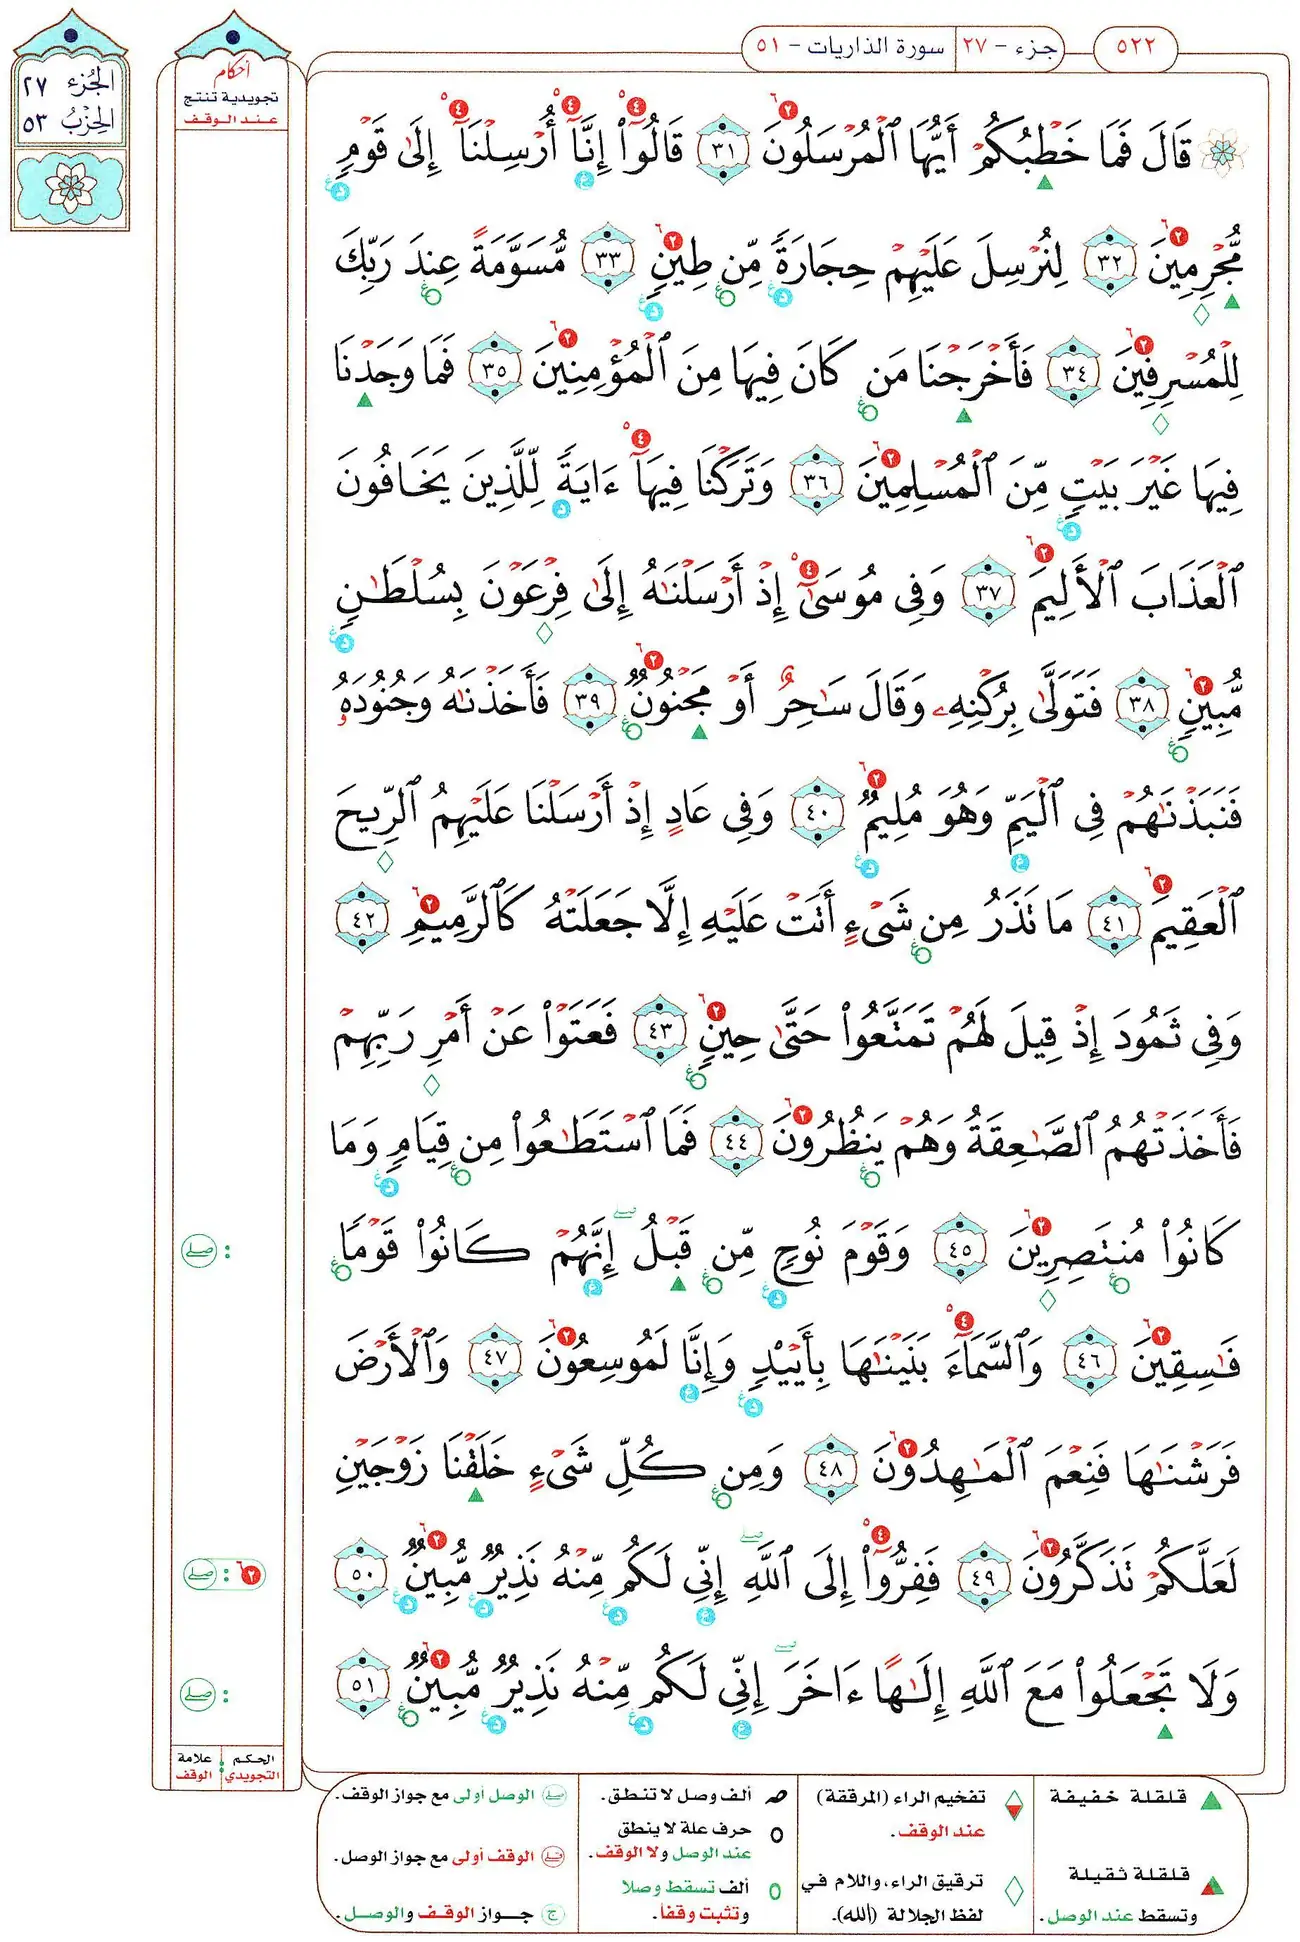 ٥٢٢
جزء - ٢٧ سورة الذاريات - ٥١
الجُزء ٢٧
الحِزبُ ٥٣
أحكام
تجويدية تنتج
عند الوقف
قَالَ فَمَا خَطۡبُكُمۡ أَيُّهَا ٱلۡمُرۡسَلُونَ ٣١ قَالُوٓاْ إِنَّآ أُرۡسِلۡنَآ إِلَىٰ قَوۡمٖ
مُّجۡرِمِينَ ٣٢ لِنُرۡسِلَ عَلَيۡهِمۡ حِجَارَةٗ مِّن طِينٖ ٣٣ مُّسَوَّمَةً عِندَ رَبِّكَ
لِلۡمُسۡرِفِينَ ٣٤ فَأَخۡرَجۡنَا مَن كَانَ فِيهَا مِنَ ٱلۡمُؤۡمِنِينَ ٣٥ فَمَا وَجَدۡنَا
فِيهَا غَيۡرَ بَيۡتٖ مِّنَ ٱلۡمُسۡلِمِينَ ٣٦ وَتَرَكۡنَا فِيهَآ ءَايَةٗ لِّلَّذِينَ يَخَافُونَ
ٱلۡعَذَابَ ٱلۡأَلِيمَ ٣٧ وَفِي مُوسَىٰٓ إِذۡ أَرۡسَلۡنَٰهُ إِلَىٰ فِرۡعَوۡنَ بِسُلۡطَٰنٖ
مُّبِينٖ ٣٨ فَتَوَلَّىٰ بِرُكۡنِهِۦ وَقَالَ سَٰحِرٌ أَوۡ مَجۡنُونٞ ٣٩ فَأَخَذۡنَٰهُ وَجُنُودَهُۥ
فَنَبَذۡنَٰهُمۡ فِي ٱلۡيَمِّ وَهُوَ مُلِيمٞ ٤٠ وَفِي عَادٍ إِذۡ أَرۡسَلۡنَا عَلَيۡهِمُ ٱلرِّيحَ
ٱلۡعَقِيمَ ٤١ مَا تَذَرُ مِن شَيۡءٍ أَتَتۡ عَلَيۡهِ إِلَّا جَعَلَتۡهُ كَٱلرَّمِيمِ ٤٢
وَفِي ثَمُودَ إِذۡ قِيلَ لَهُمۡ تَمَتَّعُواْ حَتَّىٰ حِينٖ ٤٣ فَعَتَوۡاْ عَنۡ أَمۡرِ رَبِّهِمۡ
فَأَخَذَتۡهُمُ ٱلصَّٰعِقَةُ وَهُمۡ يَنظُرُونَ ٤٤ فَمَا ٱسۡتَطَٰعُواْ مِن قِيَامٖ وَمَا
كَانُواْ مُنتَصِرِينَ ٤٥ وَقَوۡمَ نُوحٖ مِّن قَبۡلُۖ إِنَّهُمۡ كَانُواْ قَوۡمٗا
فَٰسِقِينَ ٤٦ وَٱلسَّمَآءَ بَنَيۡنَٰهَا بِأَيۡيْدٖ وَإِنَّا لَمُوسِعُونَ ٤٧ وَٱلۡأَرۡضَ
فَرَشۡنَٰهَا فَنِعۡمَ ٱلۡمَٰهِدُونَ ٤٨ وَمِن كُلِّ شَيۡءٍ خَلَقۡنَا زَوۡجَيۡنِ
لَعَلَّكُمۡ تَذَكَّرُونَ ٤٩ فَفِرُّوٓاْ إِلَى ٱللَّهِۖ إِنِّي لَكُم مِّنۡهُ نَذِيرٞ مُّبِينٞ ٥٠
وَلَا تَجۡعَلُواْ مَعَ ٱللَّهِ إِلَٰهًا ءَاخَرَۖ إِنِّي لَكُم مِّنۡهُ نَذِيرٞ مُّبِينٞ ٥١
صلى :
٢ ٦ : صلى
صلى :
الحكم التجويدي : علامة الوقف
قلقلة خفيفة
قلقلة ثقيلة
وتسقط عند الوصل.
تفخيم الراء (المرققة)
عند الوقف.
ترقيق الراء، واللام في
لفظ الجلالة (الله).
ألف وصل لا تنطق.
حرف علة لا ينطق
عند الوصل ولا الوقف.
ألف تسقط وصلا
وتثبت وقفاً.
صلى الوصل أولى مع جواز الوقف.
قلى الوقف أولى مع جواز الوصل.
ج جواز الوقف والوصل.